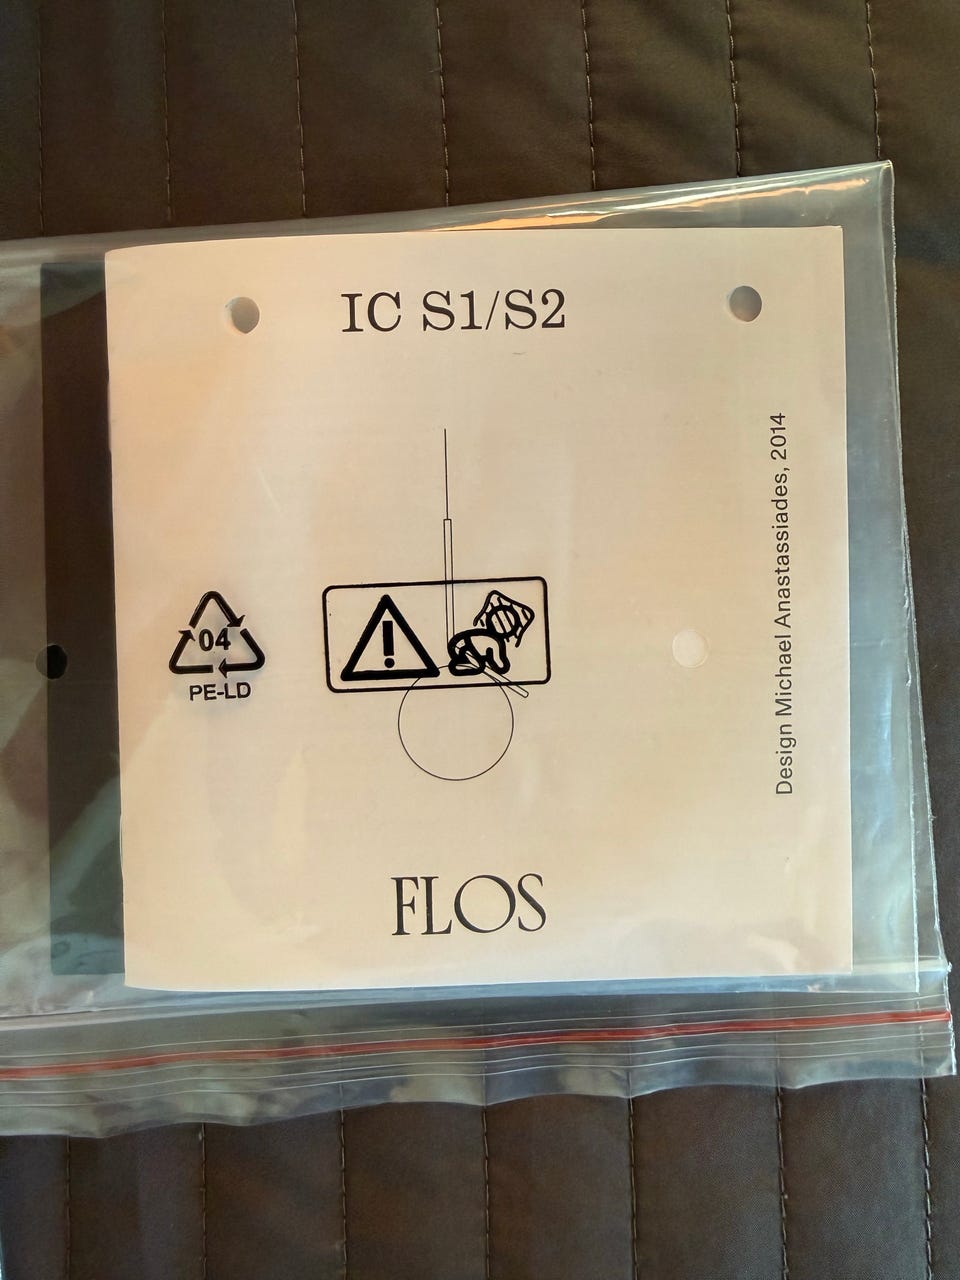 IC S1/S2
Design Michael Anastassiades, 2014
04
PE-LD
FLOS